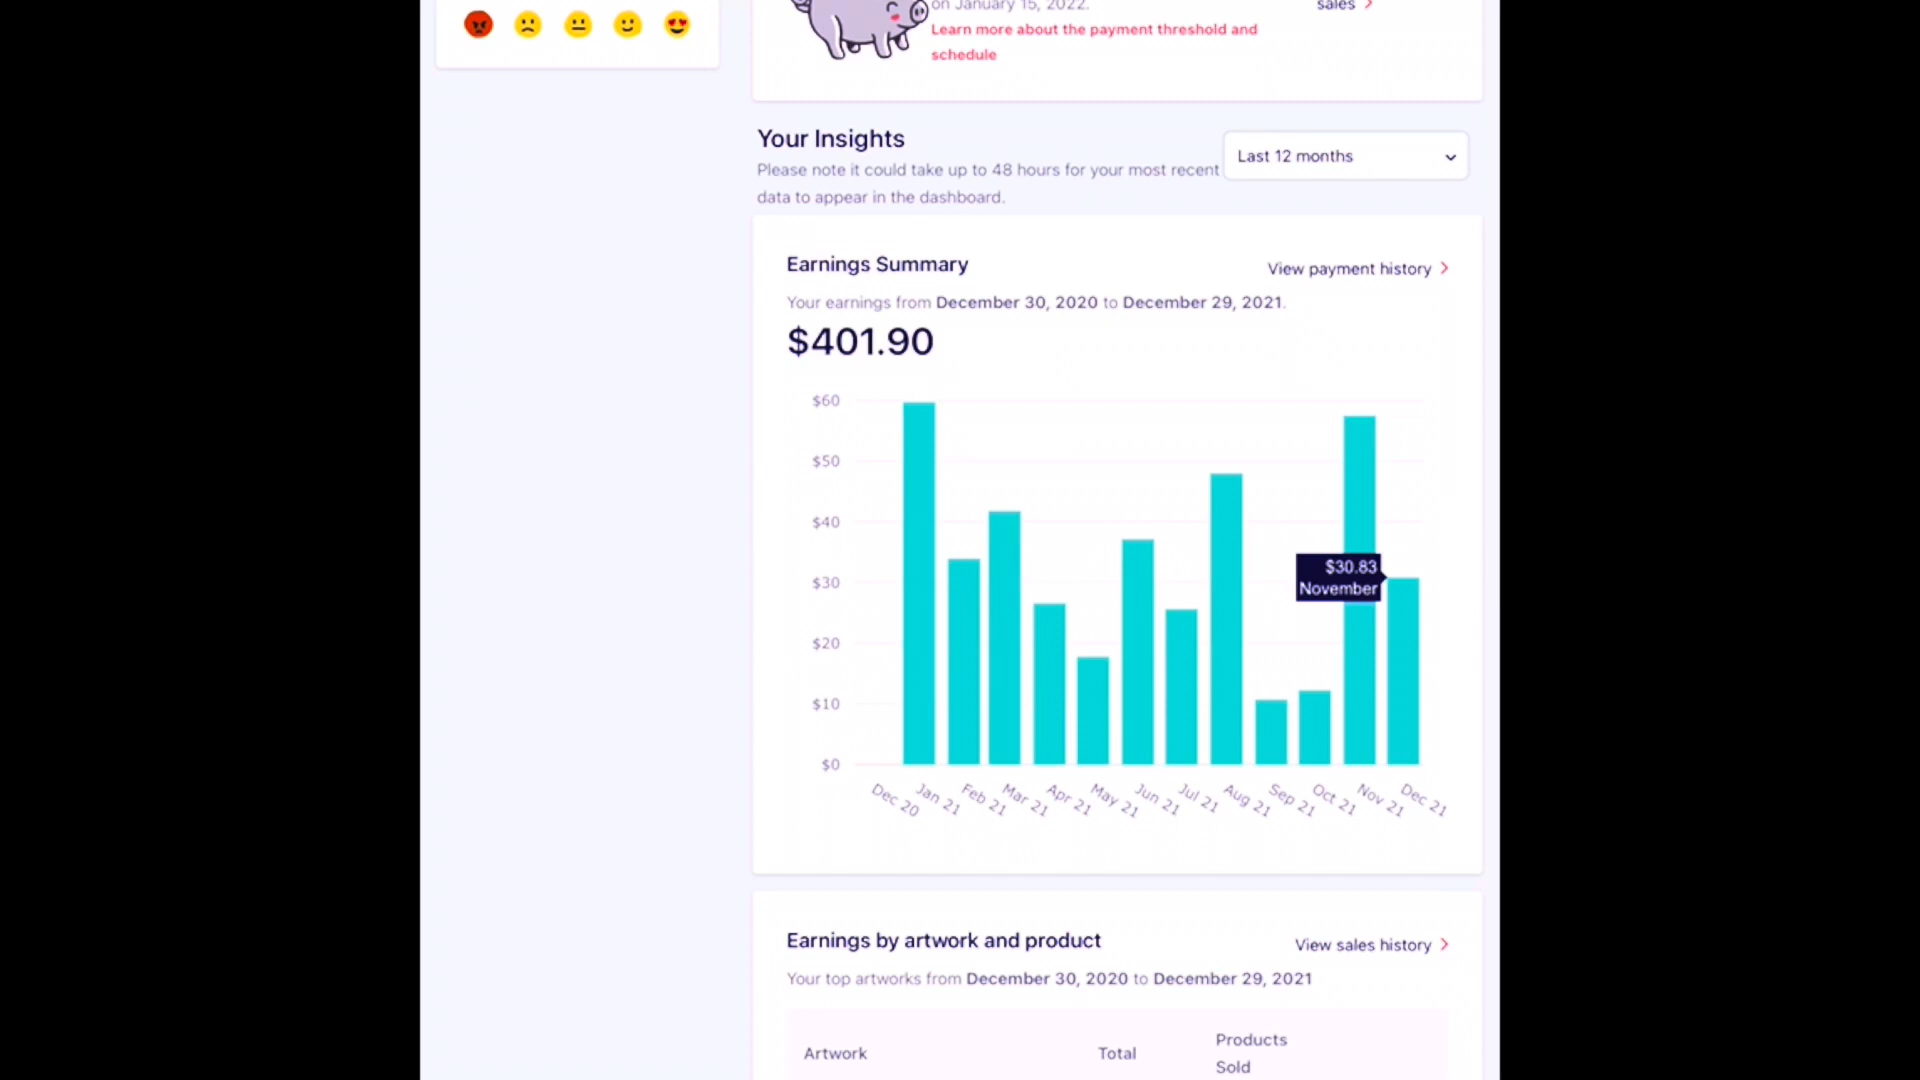 on January 15, 2022.
Learn more about the payment threshold and
schedule
sales
Your Insights
Please note it could take up to 48 hours for your most recent
data to appear in the dashboard.
Last 12 months
Earnings Summary
View payment history
Your earnings from December 30, 2020 to December 29, 2021.
$401.90
$60
$50
$40
$30
$20
$10
$0
$30.83
November
Dec 20
Jan 21
Feb 21
Mar 21
Apr 21
May 21
Jun 21
Jul 21
Aug 21
Sep 21
Oct 21
Nov 21
Dec 21
Earnings by artwork and product
View sales history
Your top artworks from December 30, 2020 to December 29, 2021
Artwork
Total
Products
Sold